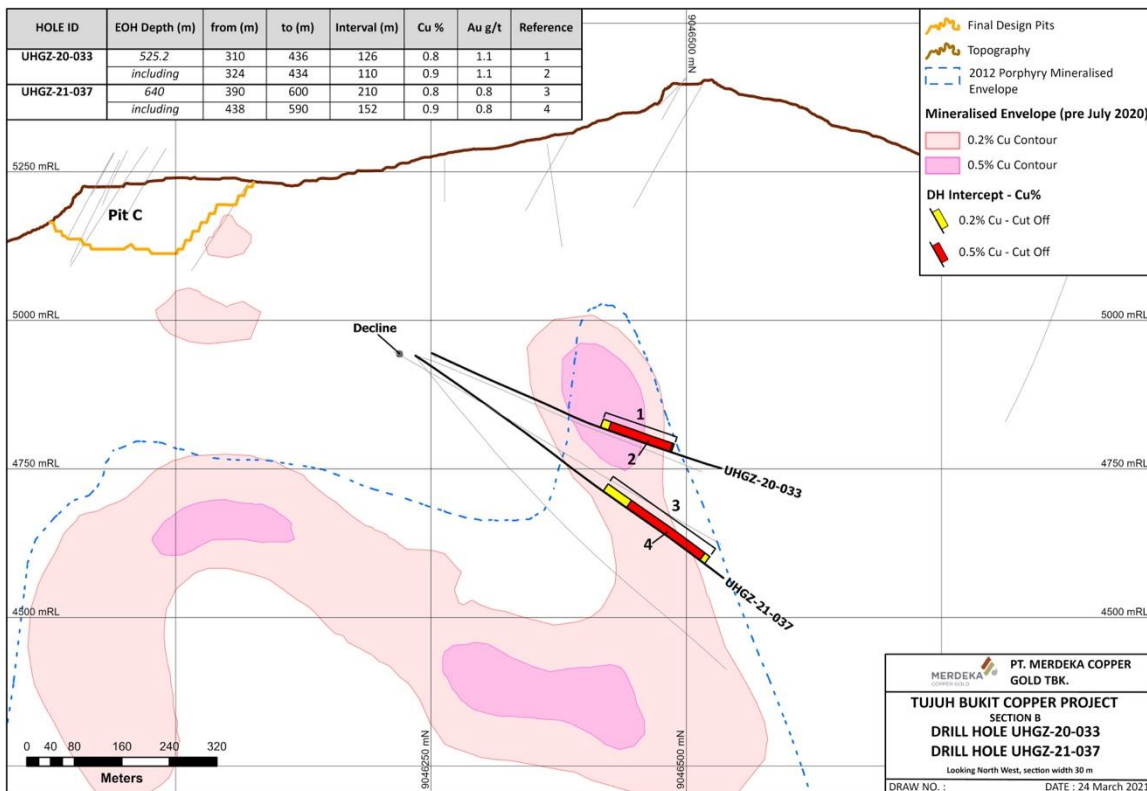 HOLE ID EOH Depth (m) from (m) to (m) Interval (m) Cu % Au g/t Reference
UHGZ-20-033 525.2 310 436 126 0.8 1.1 1
including 324 434 110 0.9 1.1 2
UHGZ-21-037 640 390 600 210 0.8 0.8 3
including 438 590 152 0.9 0.8 4
9046500 mN
Final Design Pits
Topography
2012 Porphyry Mineralised
Envelope
Mineralised Envelope (pre July 2020)
0.2% Cu Contour
0.5% Cu Contour
DH Intercept - Cu%
0.2% Cu - Cut Off
0.5% Cu - Cut Off
5250 mRL
5250 mRL
Pit C
5000 mRL
5000 mRL
Decline
1
2
4750 mRL
4750 mRL
UHGZ-20-033
3
4
UHGZ-21-037
4500 mRL
4500 mRL
9046250 mN
9046500 mN
0 40 80 160 240 320
Meters
MERDEKA
COPPER GOLD
PT. MERDEKA COPPER
GOLD TBK.
TUJUH BUKIT COPPER PROJECT
SECTION B
DRILL HOLE UHGZ-20-033
DRILL HOLE UHGZ-21-037
Looking North West, section width 30 m
DRAW NO. :
DATE : 24 March 2021